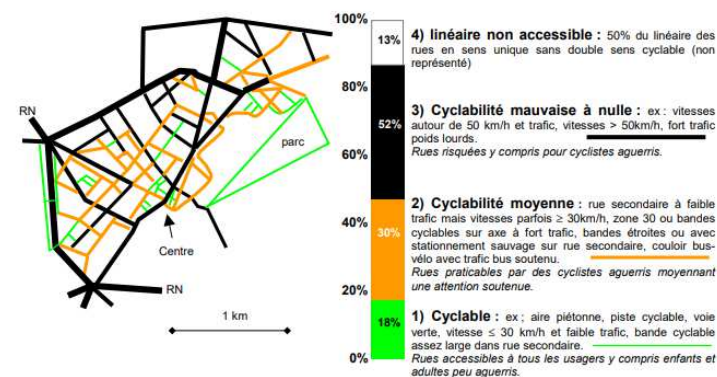 RN
parc
Centre
RN
1 km
100%
80%
60%
40%
20%
0%
13%
52%
30%
18%
4) linéaire non accessible : 50% du linéaire des
rues en sens unique sans double sens cyclable (non
représenté)
3) Cyclabilité mauvaise à nulle : ex : vitesses
autour de 50 km/h et trafic, vitesses > 50km/h, fort trafic
poids lourds.
Rues risquées y compris pour cyclistes aguerris.
2) Cyclabilité moyenne : rue secondaire à faible
trafic mais vitesses parfois ≥ 30km/h, zone 30 ou bandes
cyclables sur axe à fort trafic, bandes étroites ou avec
stationnement sauvage sur rue secondaire, couloir bus-
vélo avec trafic bus soutenu.
Rues praticables par des cyclistes aguerris moyennant
une attention soutenue.
1) Cyclable : ex ; aire piétonne, piste cyclable, voie
verte, vitesse ≤ 30 km/h et faible trafic, bande cyclable
assez large dans rue secondaire.
Rues accessibles à tous les usagers y compris enfants et
adultes peu aguerris.